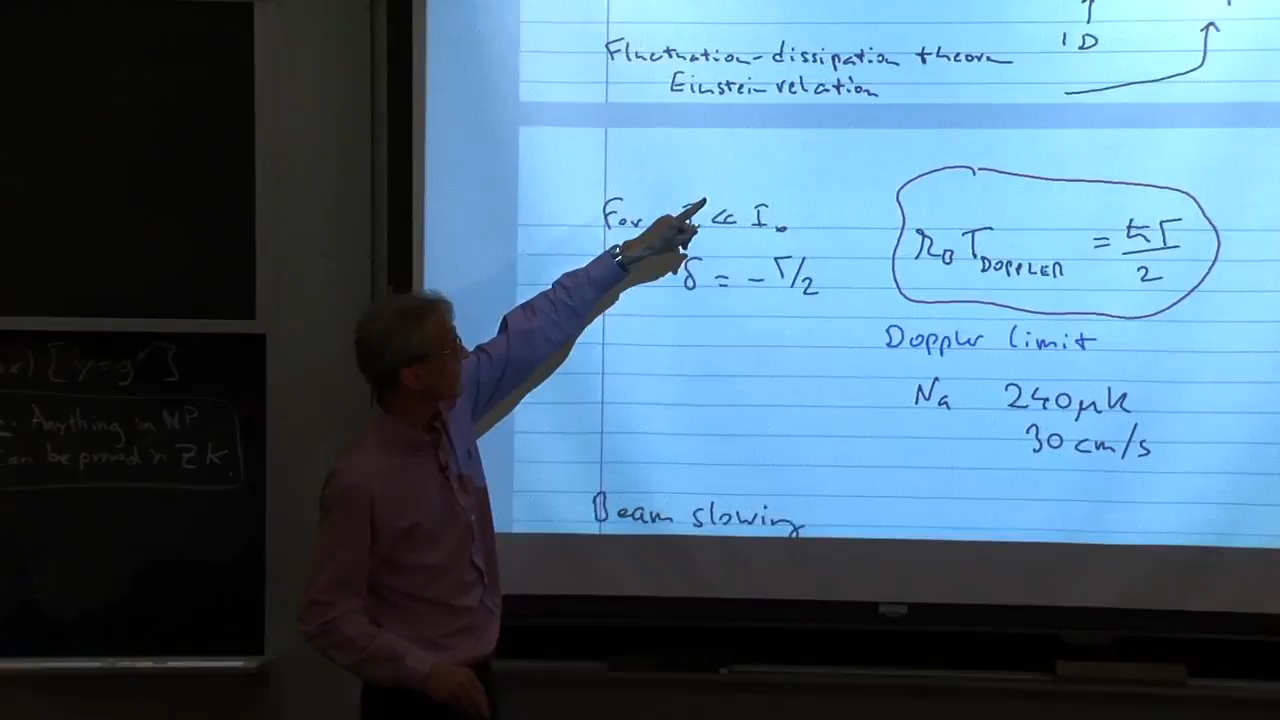 1D
Fluctuation-dissipation theorem
Einstein relation
For I << I₀
δ = -Γ/2
k_B T_DOPPLER = ħΓ/2
Doppler limit
Na 240μK
30 cm/s
Beam slowing
[y=g^x]
Anything in NP
can be proved in ZK.